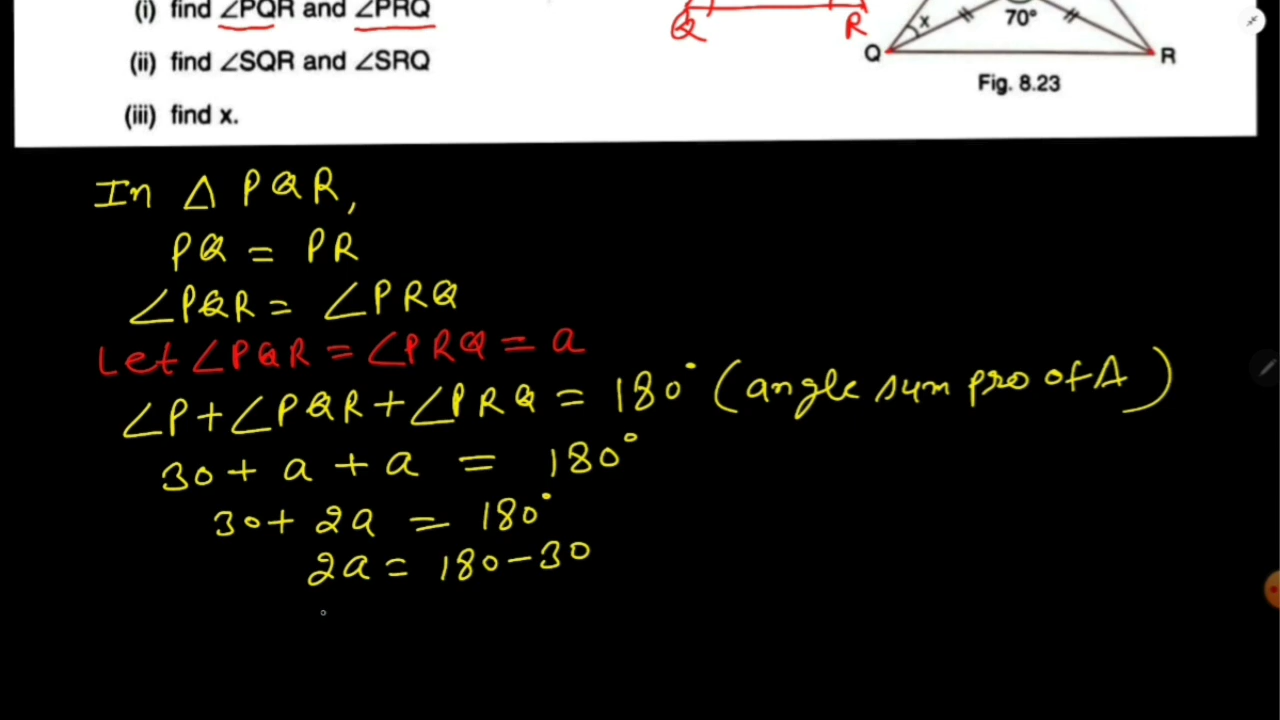 (i) find ∠PQR and ∠PRQ
(ii) find ∠SQR and ∠SRQ
(iii) find x.
Q R
x 70°
Q R
Fig. 8.23
In △ PQR,
PQ = PR
∠PQR = ∠PRQ
Let ∠PQR = ∠PRQ = a
∠P + ∠PQR + ∠PRQ = 180° (angle sum pro of △)
30 + a + a = 180°
30 + 2a = 180°
2a = 180 - 30